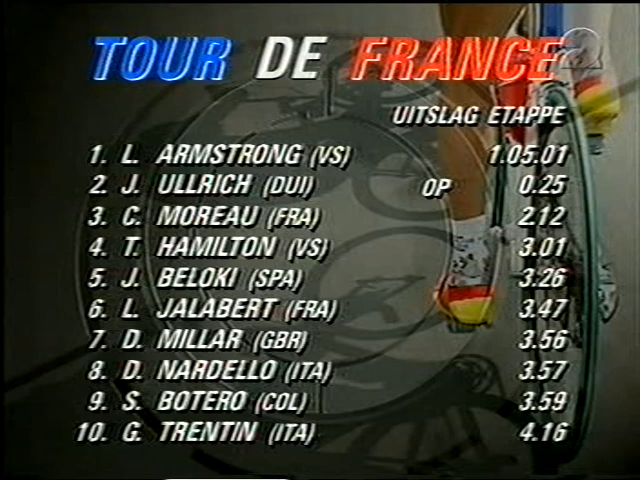 TOUR DE FRANCE 2
UITSLAG ETAPPE
1. L. ARMSTRONG (VS) 1.05.01
2. J. ULLRICH (DUI) OP 0.25
3. C. MOREAU (FRA) 2.12
4. T. HAMILTON (VS) 3.01
5. J. BELOKI (SPA) 3.26
6. L. JALABERT (FRA) 3.47
7. D. MILLAR (GBR) 3.56
8. D. NARDELLO (ITA) 3.57
9. S. BOTERO (COL) 3.59
10. G. TRENTIN (ITA) 4.16